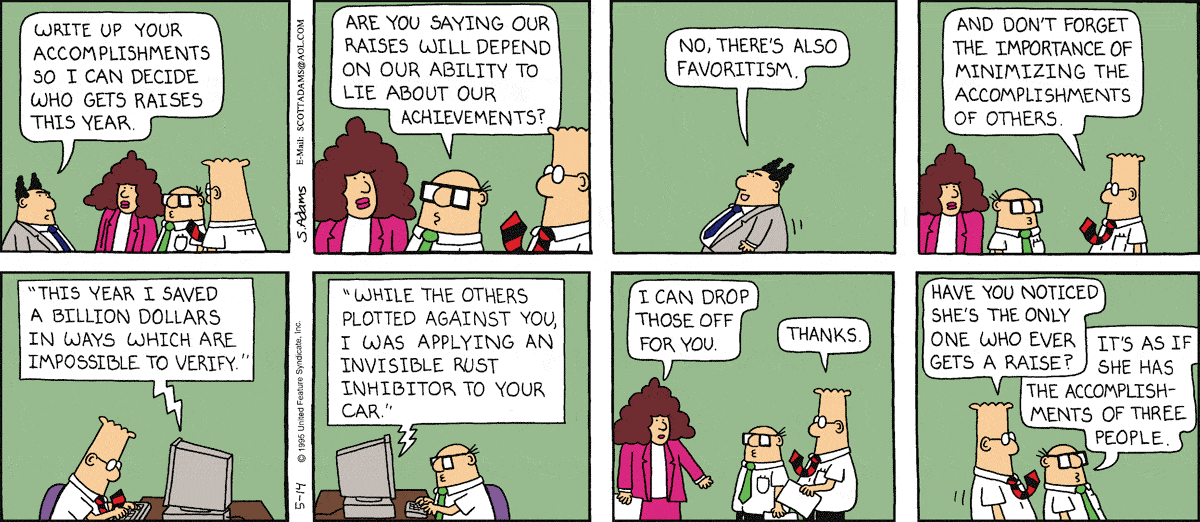 WRITE UP YOUR
ACCOMPLISHMENTS
SO I CAN DECIDE
WHO GETS RAISES
THIS YEAR.
S.Adams E-Mail: SCOTTADAMS@AOL.COM
ARE YOU SAYING OUR
RAISES WILL DEPEND
ON OUR ABILITY TO
LIE ABOUT OUR
ACHIEVEMENTS?
NO, THERE'S ALSO
FAVORITISM.
AND DON'T FORGET
THE IMPORTANCE OF
MINIMIZING THE
ACCOMPLISHMENTS
OF OTHERS.
"THIS YEAR I SAVED
A BILLION DOLLARS
IN WAYS WHICH ARE
IMPOSSIBLE TO VERIFY."
5-14 © 1995 United Feature Syndicate, Inc.
"WHILE THE OTHERS
PLOTTED AGAINST YOU,
I WAS APPLYING AN
INVISIBLE RUST
INHIBITOR TO YOUR
CAR."
I CAN DROP
THOSE OFF
FOR YOU.
THANKS.
HAVE YOU NOTICED
SHE'S THE ONLY
ONE WHO EVER
GETS A RAISE?
IT'S AS IF
SHE HAS
THE ACCOMPLISH-
MENTS OF THREE
PEOPLE.